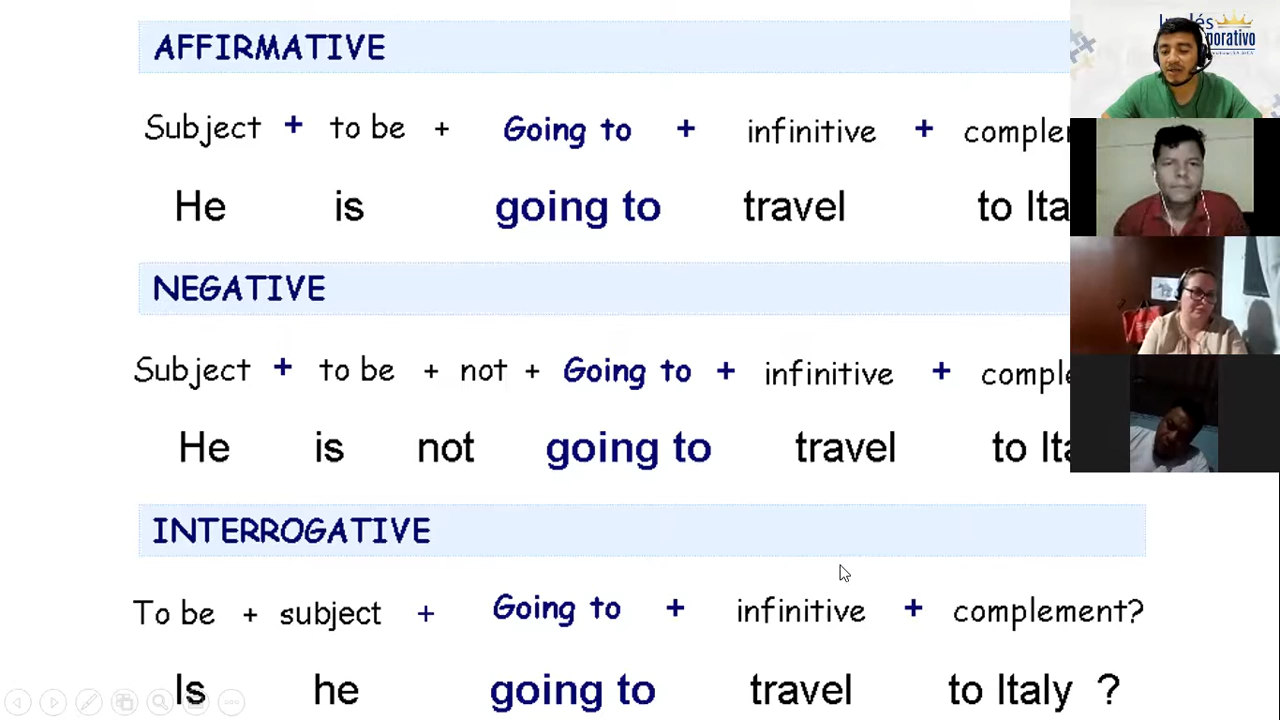 AFFIRMATIVE
Subject + to be + Going to + infinitive +
He is going to travel to
NEGATIVE
Subject + to be + not + Going to + infinitive +
He is not going to travel to
INTERROGATIVE
To be + subject + Going to + infinitive + complement?
Is he going to travel to Italy ?